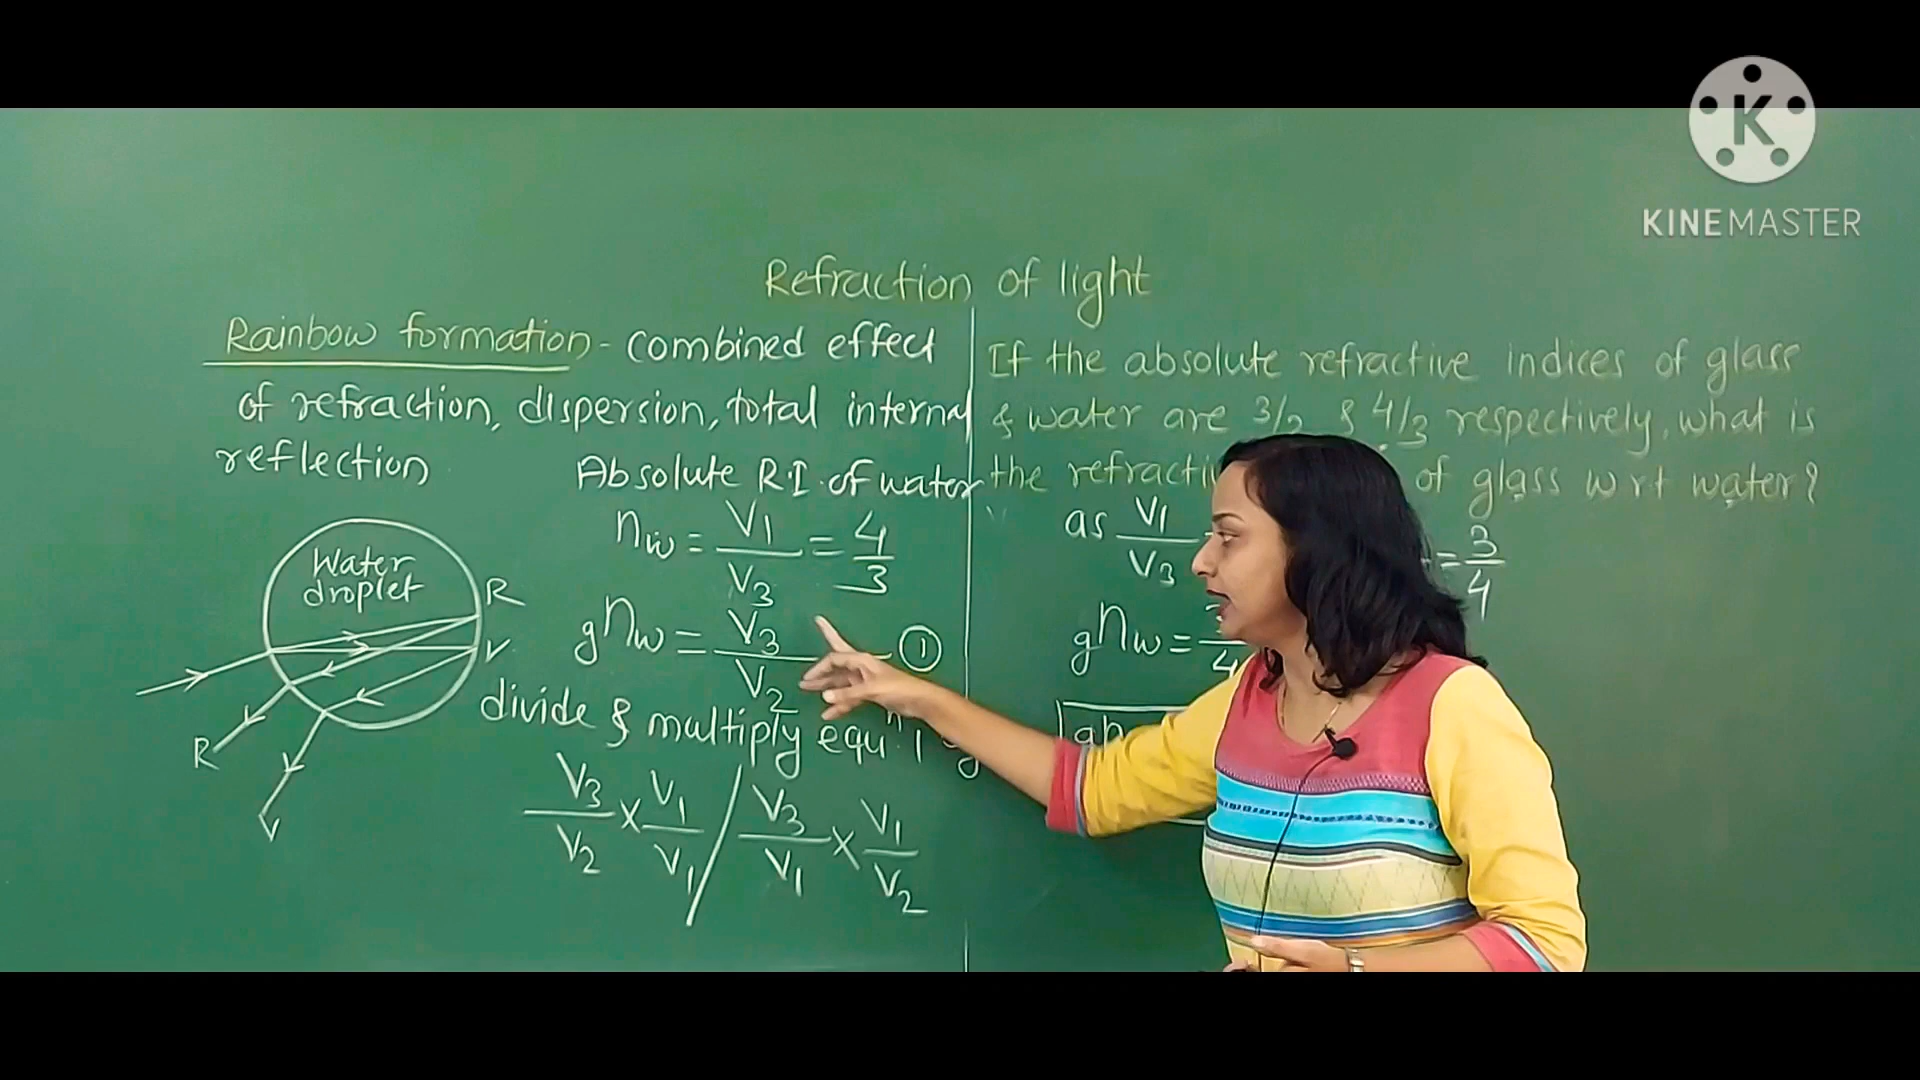 K
KINEMASTER
Refraction of light
Rainbow formation - combined effect
of refraction, dispersion, total internal
reflection
Absolute R.I. of water
nw = V1/V3 = 4/3
gnw = V3/V2 ①
divide & multiply equⁿ 1
V3/V2 × V1/V1 / V3/V1 × V1/V2
Water
droplet
R
V
R
V
If the absolute refractive indices of glass
& water are 3/2 & 4/3 respectively, what is
the of glass w r t water?
as V1/V3 = 3/4
gnw =